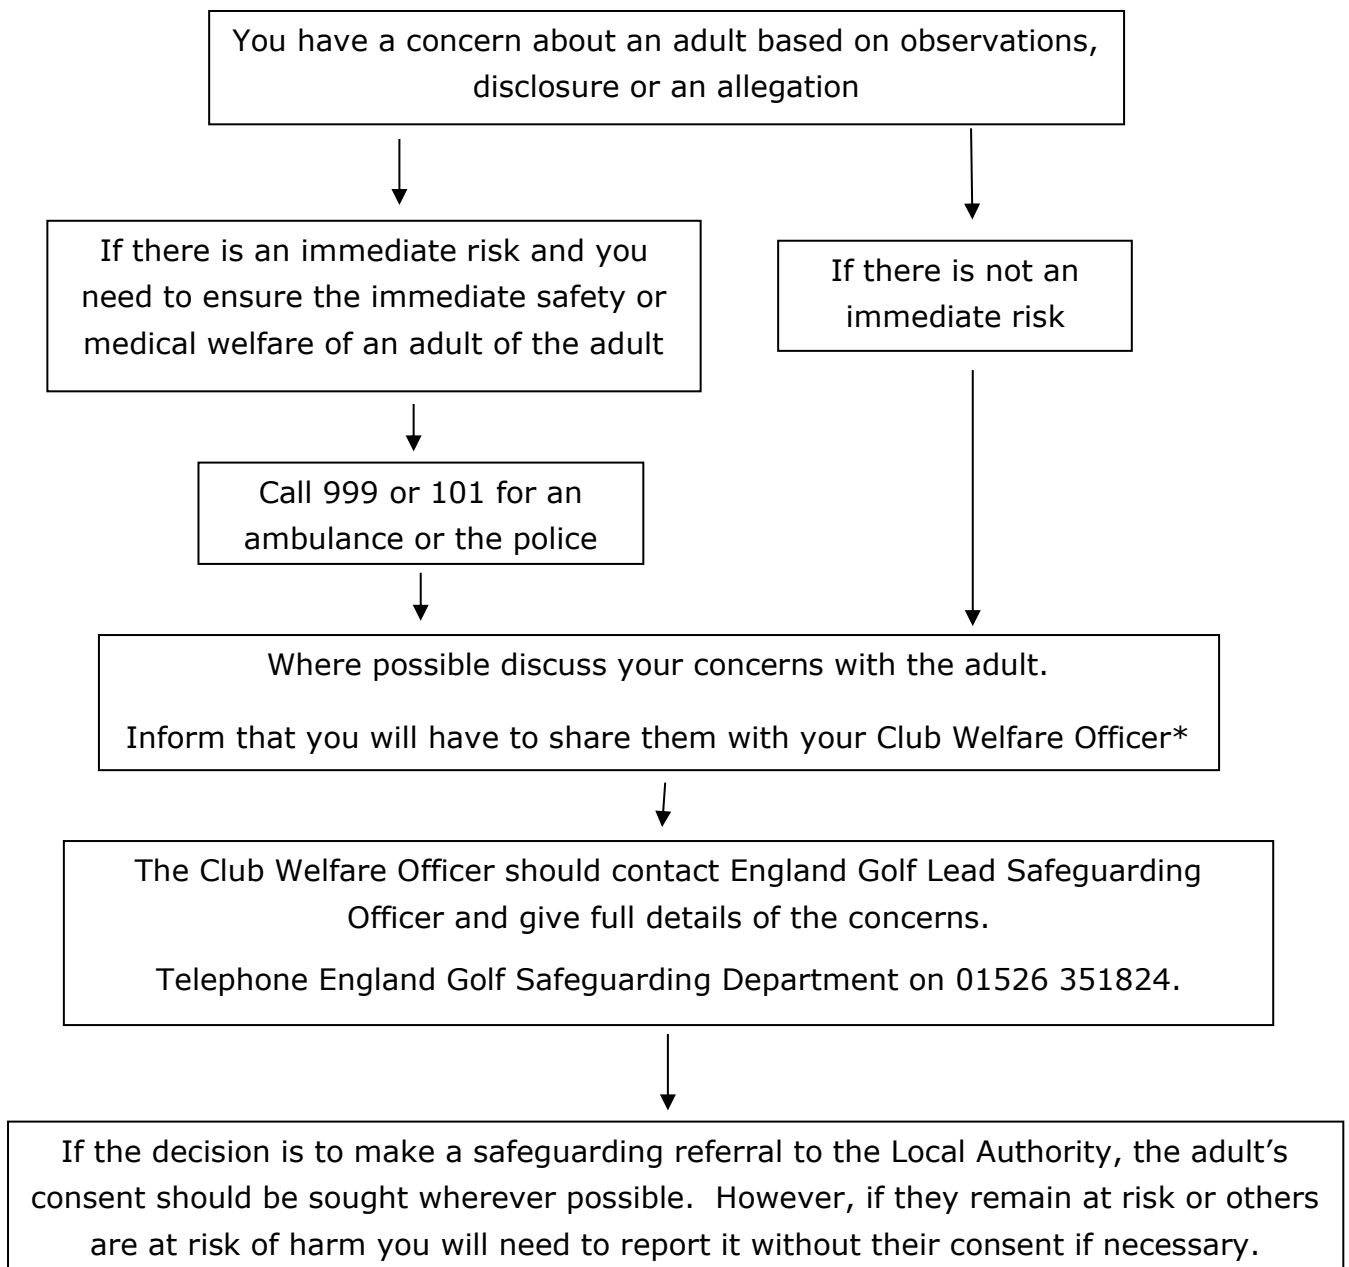 You have a concern about an adult based on observations,
disclosure or an allegation
If there is an immediate risk and you
need to ensure the immediate safety or
medical welfare of an adult of the adult
If there is not an
immediate risk
Call 999 or 101 for an
ambulance or the police
Where possible discuss your concerns with the adult.
Inform that you will have to share them with your Club Welfare Officer*
The Club Welfare Officer should contact England Golf Lead Safeguarding
Officer and give full details of the concerns.
Telephone England Golf Safeguarding Department on 01526 351824.
If the decision is to make a safeguarding referral to the Local Authority, the adult’s
consent should be sought wherever possible.  However, if they remain at risk or others
are at risk of harm you will need to report it without their consent if necessary.